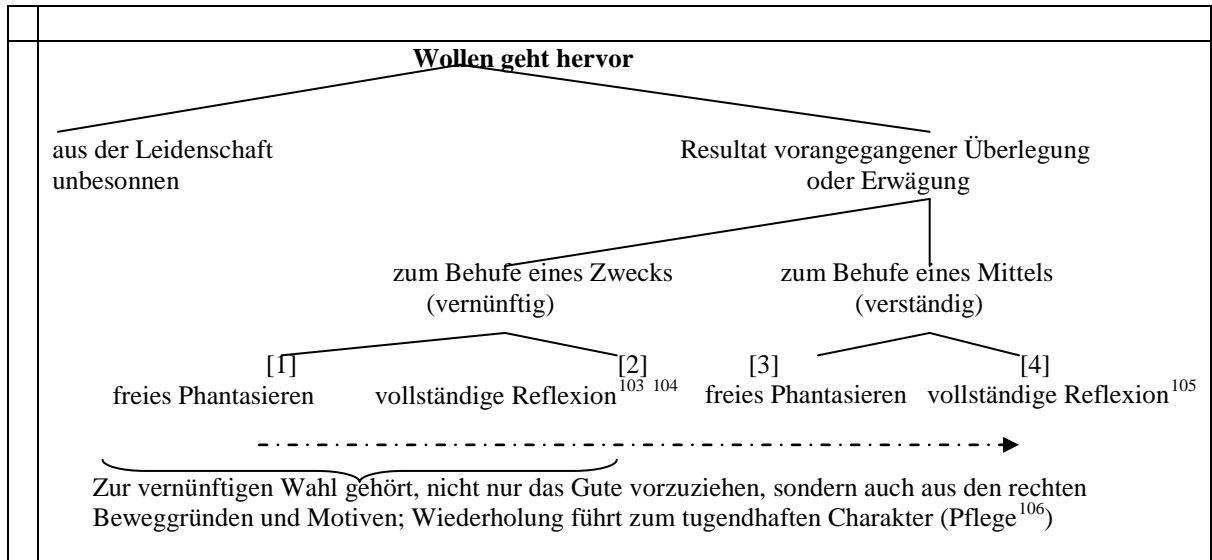 Wollen geht hervor
aus der Leidenschaft Resultat vorangegangener Überlegung
unbesonnen oder Erwägung
zum Behufe eines Zwecks zum Behufe eines Mittels
(vernünftig) (verständig)
[1] [2] [3] [4]
freies Phantasieren vollständige Reflexion103 104 freies Phantasieren vollständige Reflexion105
Zur vernünftigen Wahl gehört, nicht nur das Gute vorzuziehen, sondern auch aus den rechten
Beweggründen und Motiven; Wiederholung führt zum tugendhaften Charakter (Pflege106)